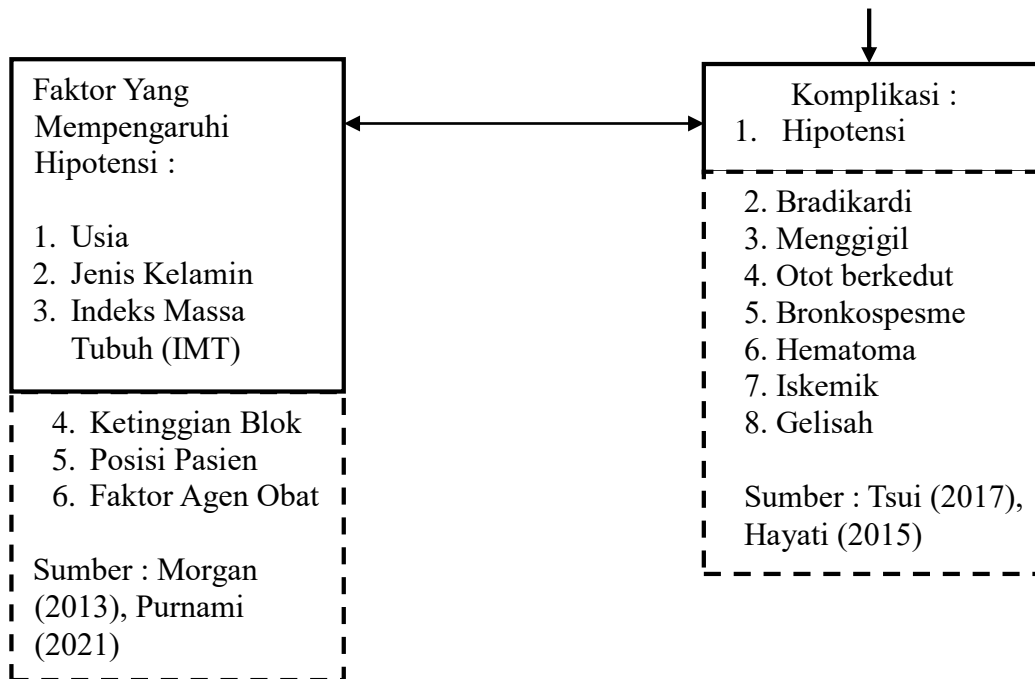 Faktor Yang
Mempengaruhi
Hipotensi :
1. Usia
2. Jenis Kelamin
3. Indeks Massa
Tubuh (IMT)
4. Ketinggian Blok
5. Posisi Pasien
6. Faktor Agen Obat
Sumber : Morgan
(2013), Purnami
(2021)
Komplikasi :
1. Hipotensi
2. Bradikardi
3. Menggigil
4. Otot berkedut
5. Bronkospesme
6. Hematoma
7. Iskemik
8. Gelisah
Sumber : Tsui (2017),
Hayati (2015)